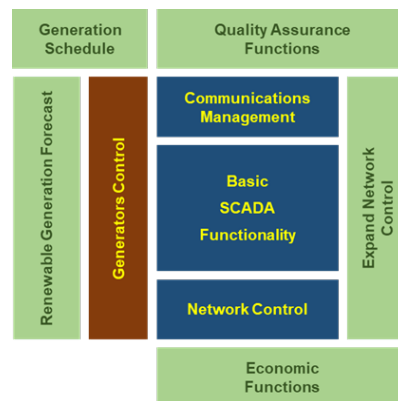 Generation
Schedule
Quality Assurance
Functions
Renewable Generation Forecast
Generators Control
Communications
Management
Basic
SCADA
Functionality
Network Control
Expand Network
Control
Economic
Functions